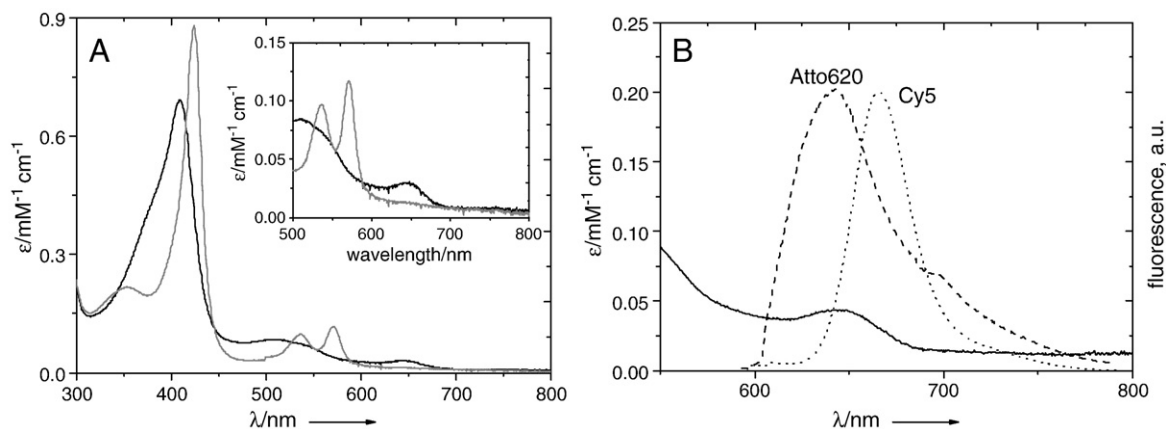 A
ε/mM⁻¹ cm⁻¹
0.9
0.6
0.3
0.0
300 400 500 600 700 800
λ/nm
ε/mM⁻¹ cm⁻¹
0.15
0.10
0.05
0.00
500 600 700 800
wavelength/nm
B
Atto620
Cy5
ε/mM⁻¹ cm⁻¹
0.25
0.20
0.15
0.10
0.05
0.00
600 700 800
λ/nm
fluorescence, a.u.